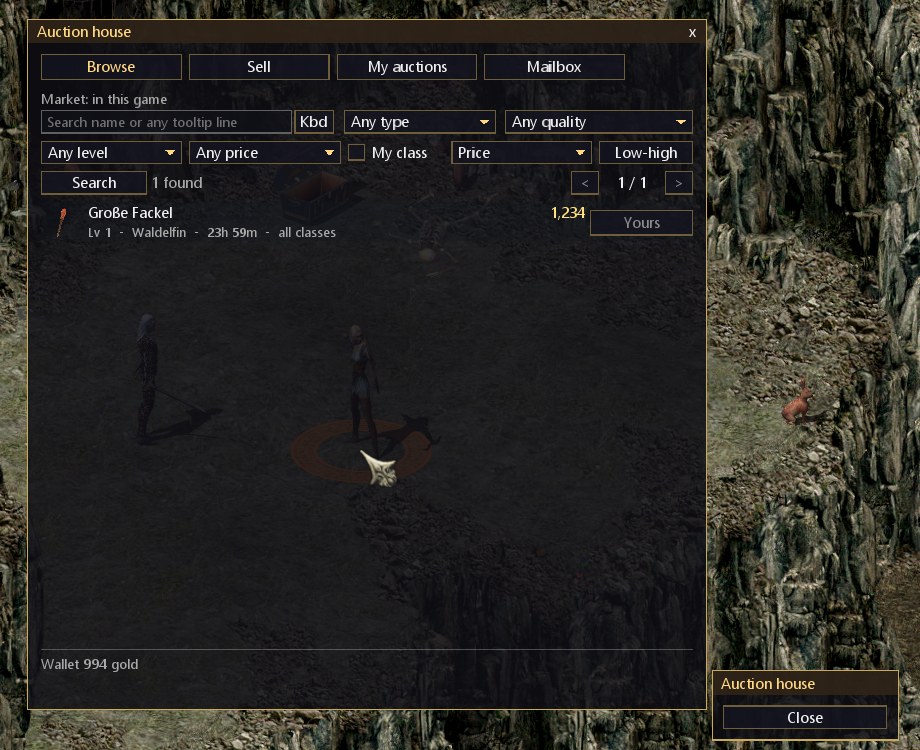 Auction house
x
Browse
Sell
My auctions
Mailbox
Market: in this game
Search name or any tooltip line
Kbd
Any type
Any quality
Any level
Any price
My class
Price
Low-high
Search
1 found
<
1 / 1
>
Große Fackel
1,234
Yours
Lv 1 - Waldelfin - 23h 59m - all classes
Wallet 994 gold
Auction house
Close